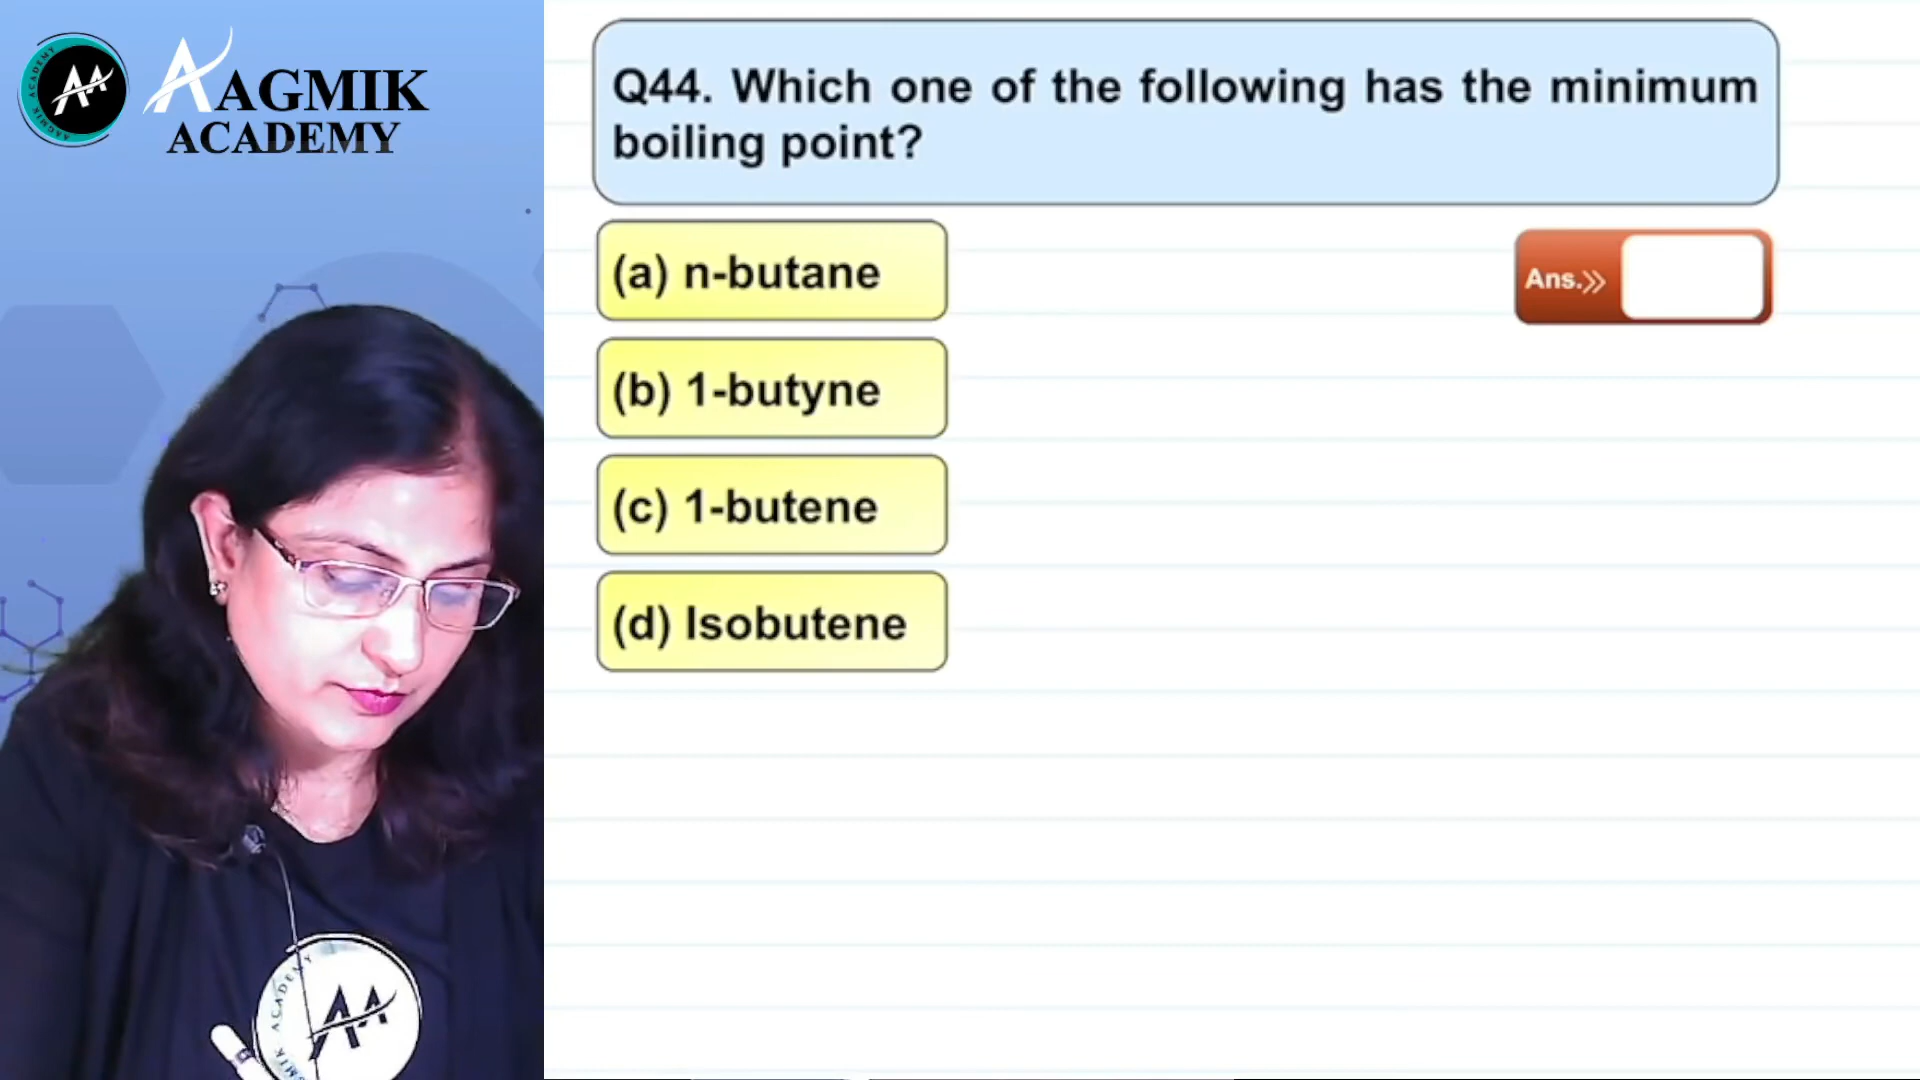 AAGMIK
ACADEMY
Q44. Which one of the following has the minimum
boiling point?
(a) n-butane
Ans.
(b) 1-butyne
(c) 1-butene
(d) Isobutene